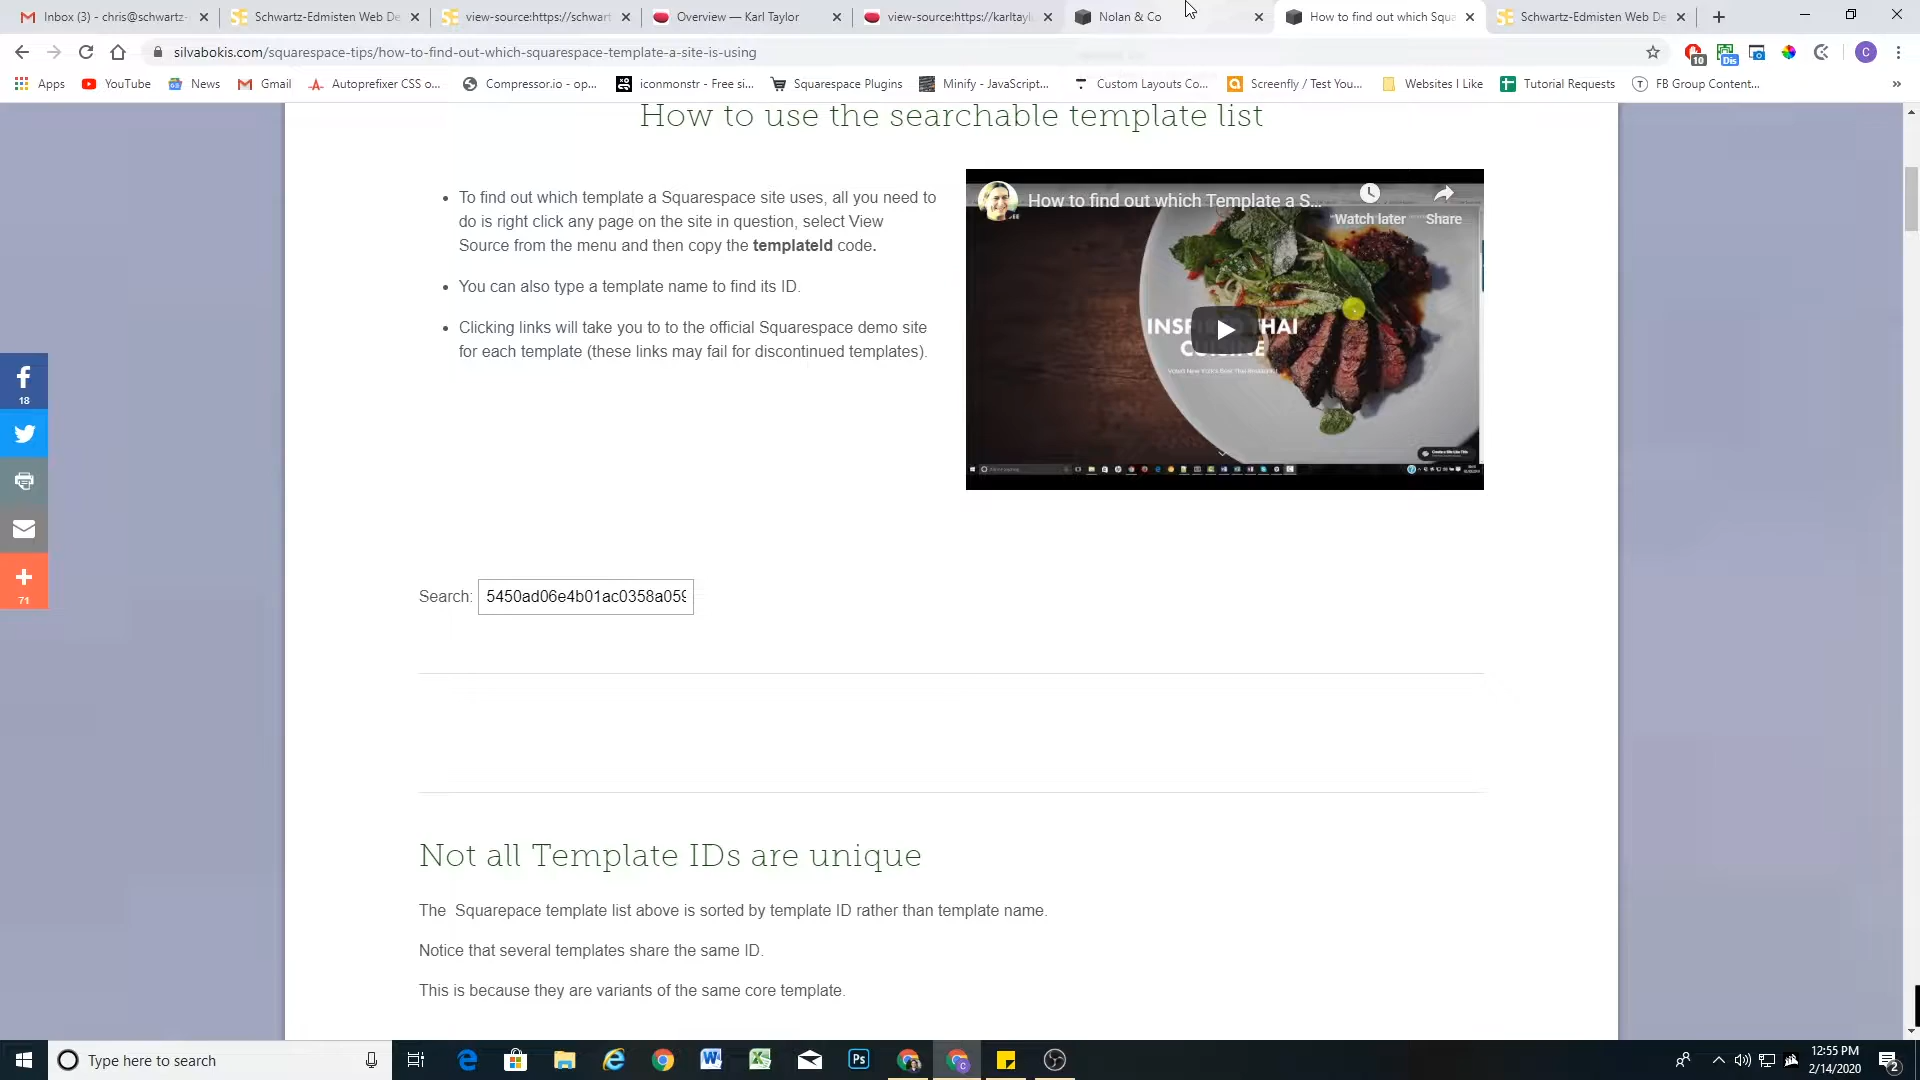 Inbox (3) - chris@schwartz-
Schwartz-Edmisten Web De
view-source:https://schwart
Overview — Karl Taylor
view-source:https://karltayl
Nolan & Co
How to find out which Squa
Schwartz-Edmisten Web De
silvabokis.com/squarespace-tips/how-to-find-out-which-squarespace-template-a-site-is-using
10
Dis
C
Apps
YouTube
News
Gmail
Autoprefixer CSS o...
Compressor.io - op...
iconmonstr - Free si...
Squarespace Plugins
Minify - JavaScript...
Custom Layouts Co...
Screenfly / Test You...
Websites I Like
Tutorial Requests
FB Group Content...
»
How to use the searchable template list
• To find out which template a Squarespace site uses, all you need to
do is right click any page on the site in question, select View
Source from the menu and then copy the templateId code.
• You can also type a template name to find its ID.
• Clicking links will take you to to the official Squarespace demo site
for each template (these links may fail for discontinued templates).
How to find out which Template a S...
Watch later
Share
18
71
Search: 5450ad06e4b01ac0358a059
Not all Template IDs are unique
The Squarepace template list above is sorted by template ID rather than template name.
Notice that several templates share the same ID.
This is because they are variants of the same core template.
Type here to search
12:55 PM
2/14/2020
2